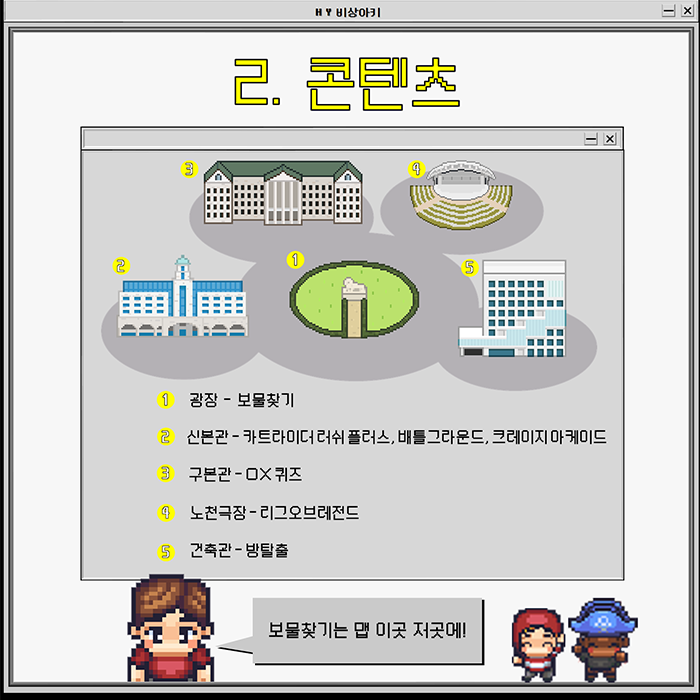 HY 비상아키
2. 콘텐츠
3
4
2
1
5
1 광장 - 보물찾기
2 신본관 - 카트라이더 러쉬 플러스, 배틀그라운드, 크레이지 아케이드
3 구본관 - OX 퀴즈
4 노천극장 - 리그오브레전드
5 건축관 - 방탈출
보물찾기는 맵 이곳 저곳에!